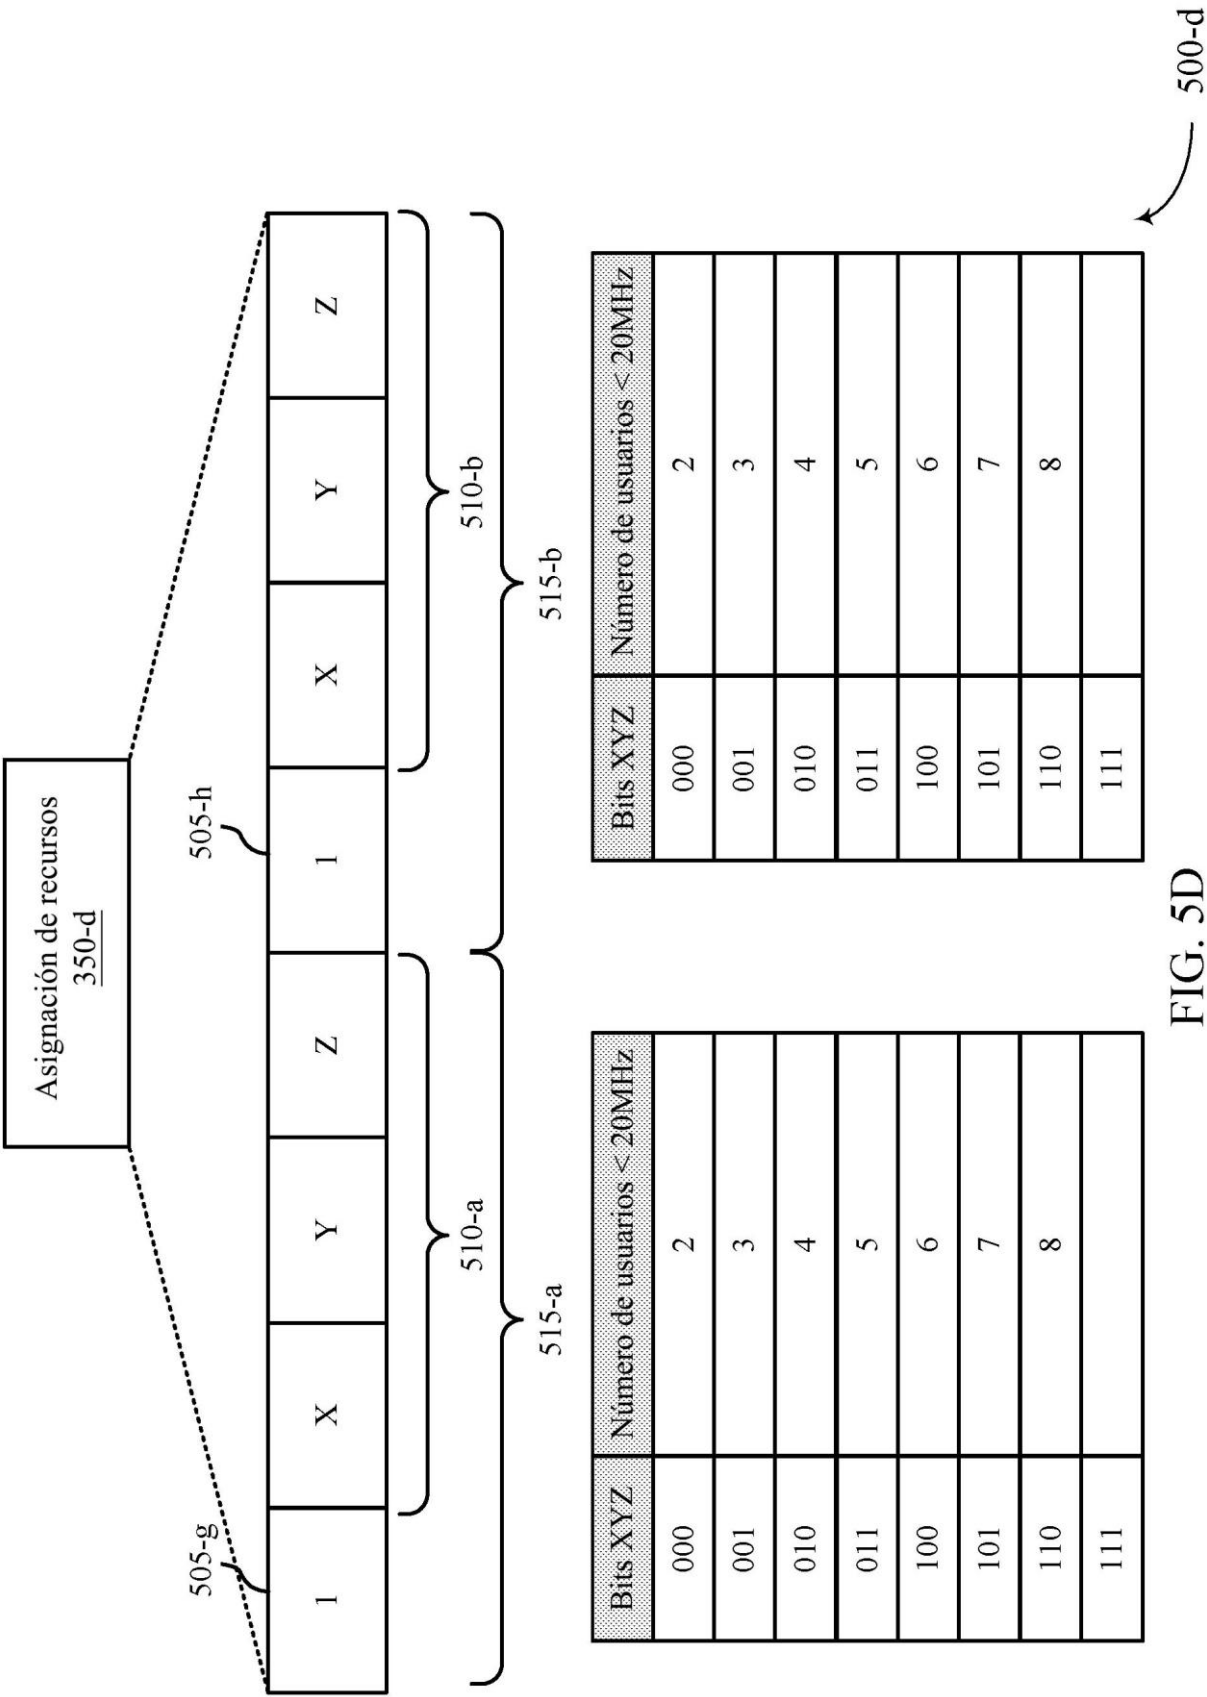 Asignación de recursos
350-d
505-g
505-h
1 X Y Z 1 X Y Z
510-a
510-b
515-a
515-b
Bits XYZ Número de usuarios < 20MHz
000 2
001 3
010 4
011 5
100 6
101 7
110 8
111
Bits XYZ Número de usuarios < 20MHz
000 2
001 3
010 4
011 5
100 6
101 7
110 8
111
500-d
FIG. 5D